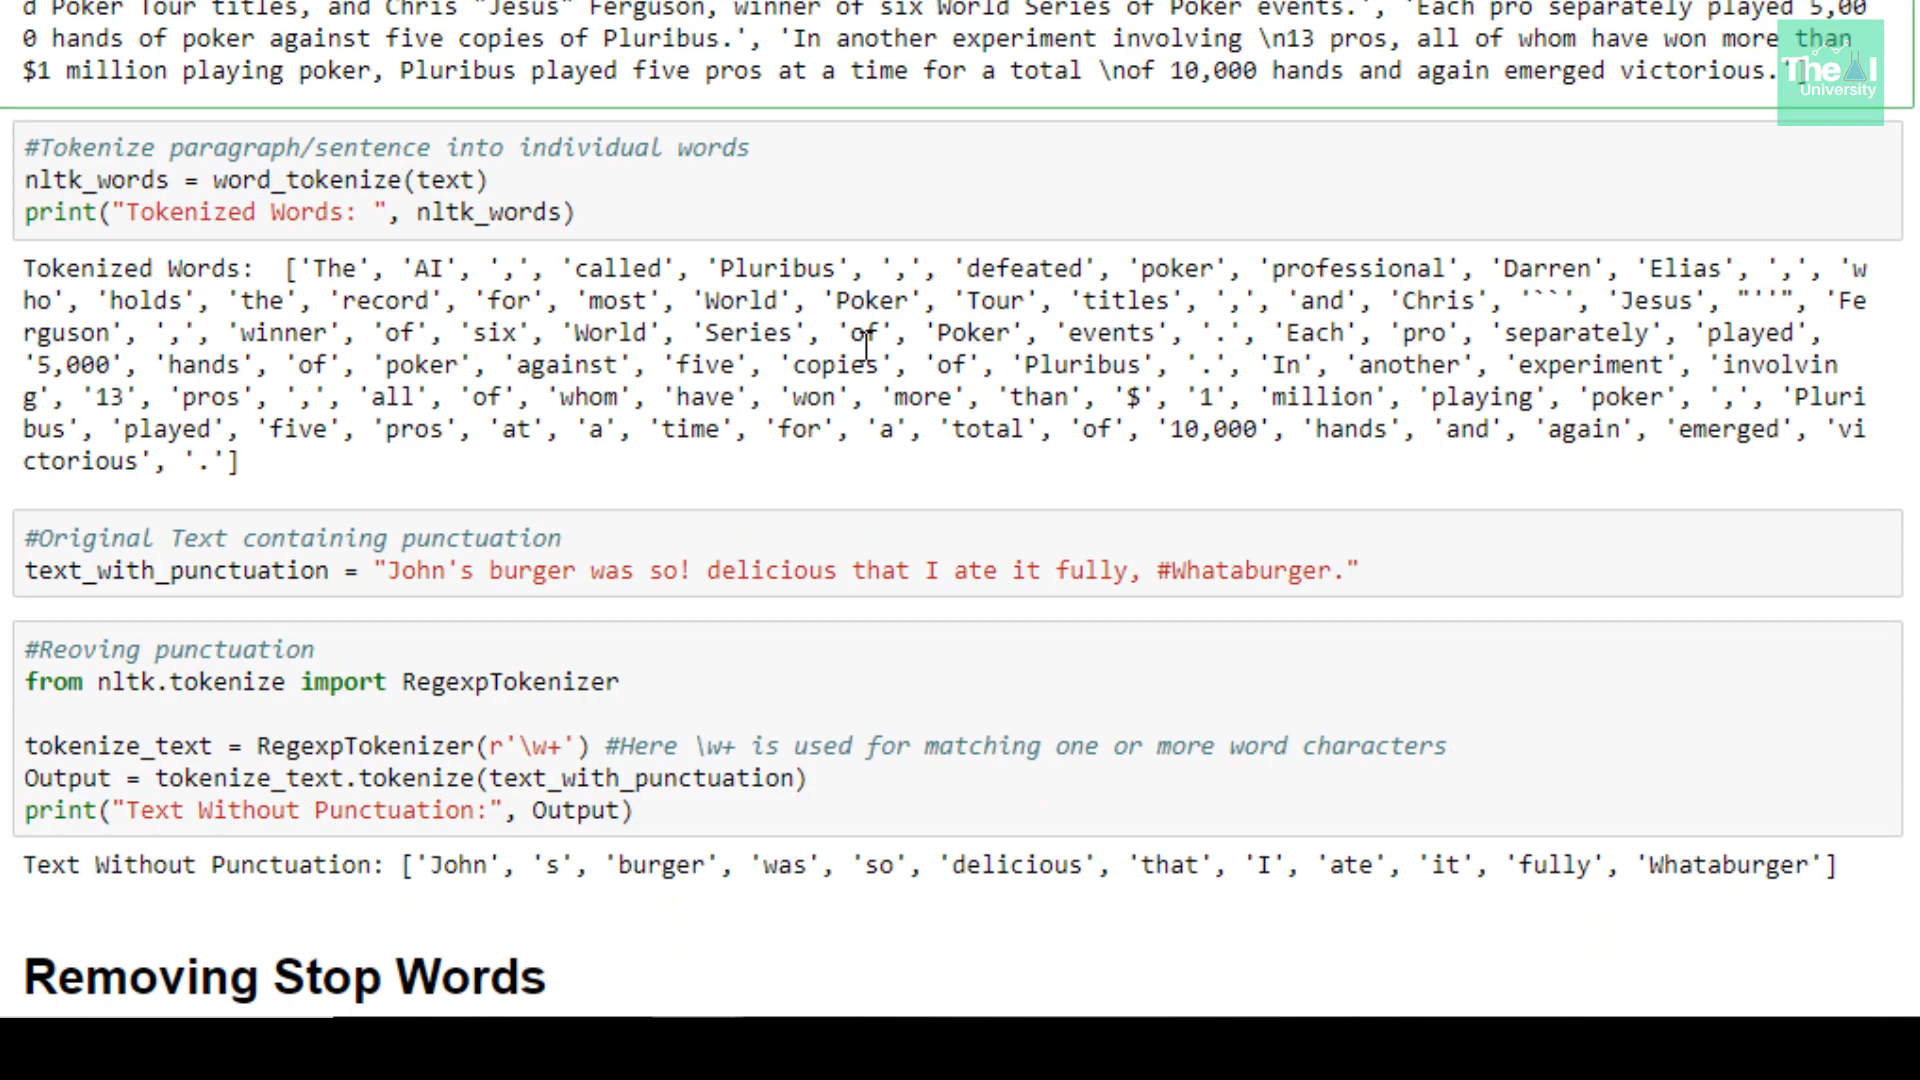 d Poker Tour titles, and Chris "Jesus" Ferguson, winner of six World Series of Poker events.', 'Each pro separately played 5,00
0 hands of poker against five copies of Pluribus.', 'In another experiment involving \n13 pros, all of whom have won more than
$1 million playing poker, Pluribus played five pros at a time for a total \nof 10,000 hands and again emerged victorious.']
The AI
University
#Tokenize paragraph/sentence into individual words
nltk_words = word_tokenize(text)
print("Tokenized Words: ", nltk_words)
Tokenized Words:  ['The', 'AI', ',', 'called', 'Pluribus', ',', 'defeated', 'poker', 'professional', 'Darren', 'Elias', ',', 'w
ho', 'holds', 'the', 'record', 'for', 'most', 'World', 'Poker', 'Tour', 'titles', ',', 'and', 'Chris', '``', 'Jesus', "''", 'Fe
rguson', ',', 'winner', 'of', 'six', 'World', 'Series', 'of', 'Poker', 'events', '.', 'Each', 'pro', 'separately', 'played',
'5,000', 'hands', 'of', 'poker', 'against', 'five', 'copies', 'of', 'Pluribus', '.', 'In', 'another', 'experiment', 'involvin
g', '13', 'pros', ',', 'all', 'of', 'whom', 'have', 'won', 'more', 'than', '$', '1', 'million', 'playing', 'poker', ',', 'Pluri
bus', 'played', 'five', 'pros', 'at', 'a', 'time', 'for', 'a', 'total', 'of', '10,000', 'hands', 'and', 'again', 'emerged', 'vi
ctorious', '.']
#Original Text containing punctuation
text_with_punctuation = "John's burger was so! delicious that I ate it fully, #Whataburger."
#Reoving punctuation
from nltk.tokenize import RegexpTokenizer
tokenize_text = RegexpTokenizer(r'\w+') #Here \w+ is used for matching one or more word characters
Output = tokenize_text.tokenize(text_with_punctuation)
print("Text Without Punctuation:", Output)
Text Without Punctuation: ['John', 's', 'burger', 'was', 'so', 'delicious', 'that', 'I', 'ate', 'it', 'fully', 'Whataburger']
Removing Stop Words